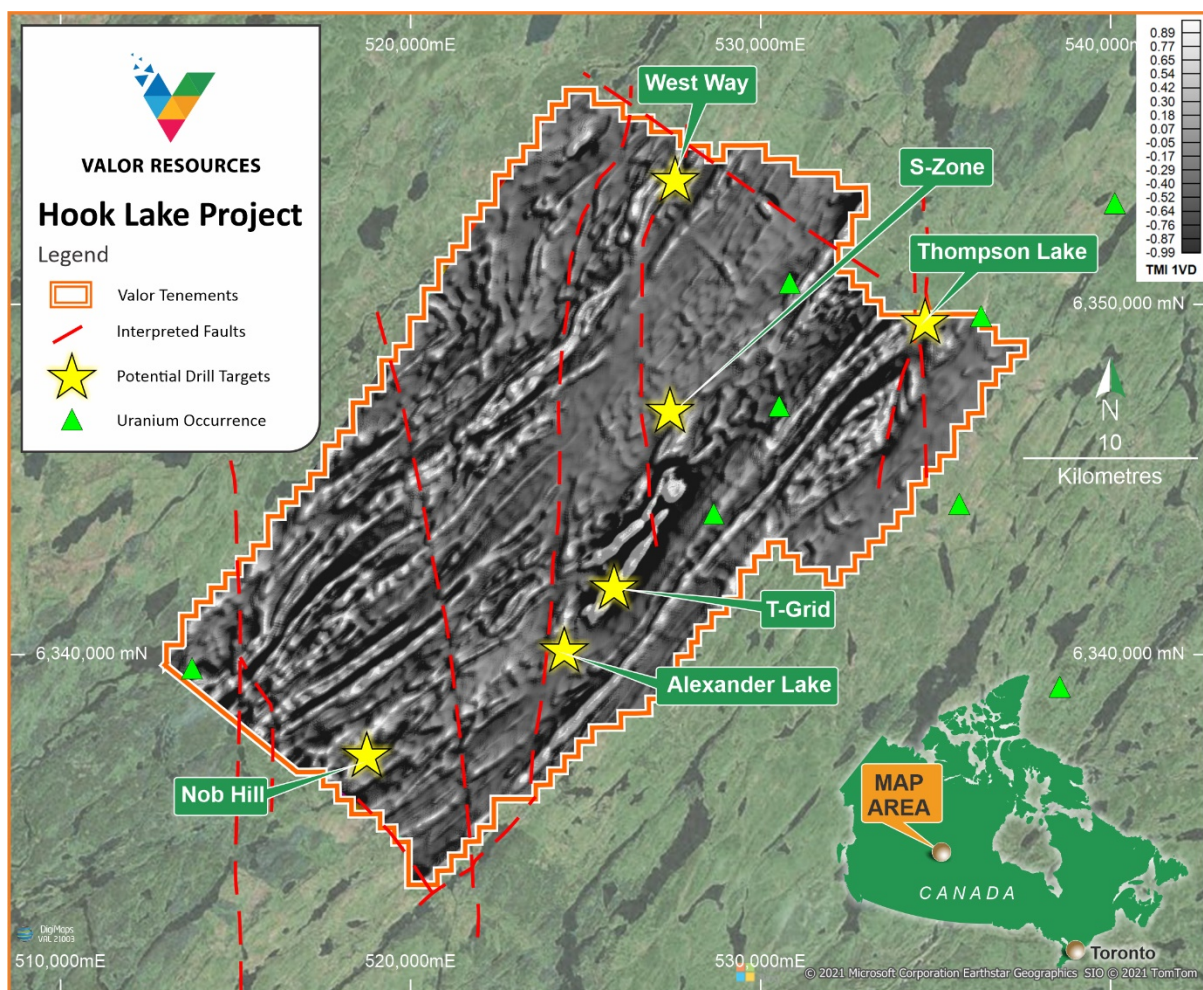 VALOR RESOURCES
Hook Lake Project
Legend
Valor Tenements
Interpreted Faults
Potential Drill Targets
Uranium Occurrence
520,000mE
530,000mE
540,0
0.89
0.77
0.65
0.54
0.42
0.30
0.18
0.07
-0.05
-0.17
-0.29
-0.40
-0.52
-0.64
-0.76
-0.87
-0.99
TMI 1VD
West Way
S-Zone
Thompson Lake
6,350,000 mN
N
10
Kilometres
T-Grid
6,340,000 mN
6,340,000 mN
Alexander Lake
Nob Hill
MAP
AREA
CANADA
Toronto
DigiMaps
VAL 21003
510,000mE
520,000mE
530,000mE
© 2021 Microsoft Corporation Earthstar Geographics SIO © 2021 TomTom